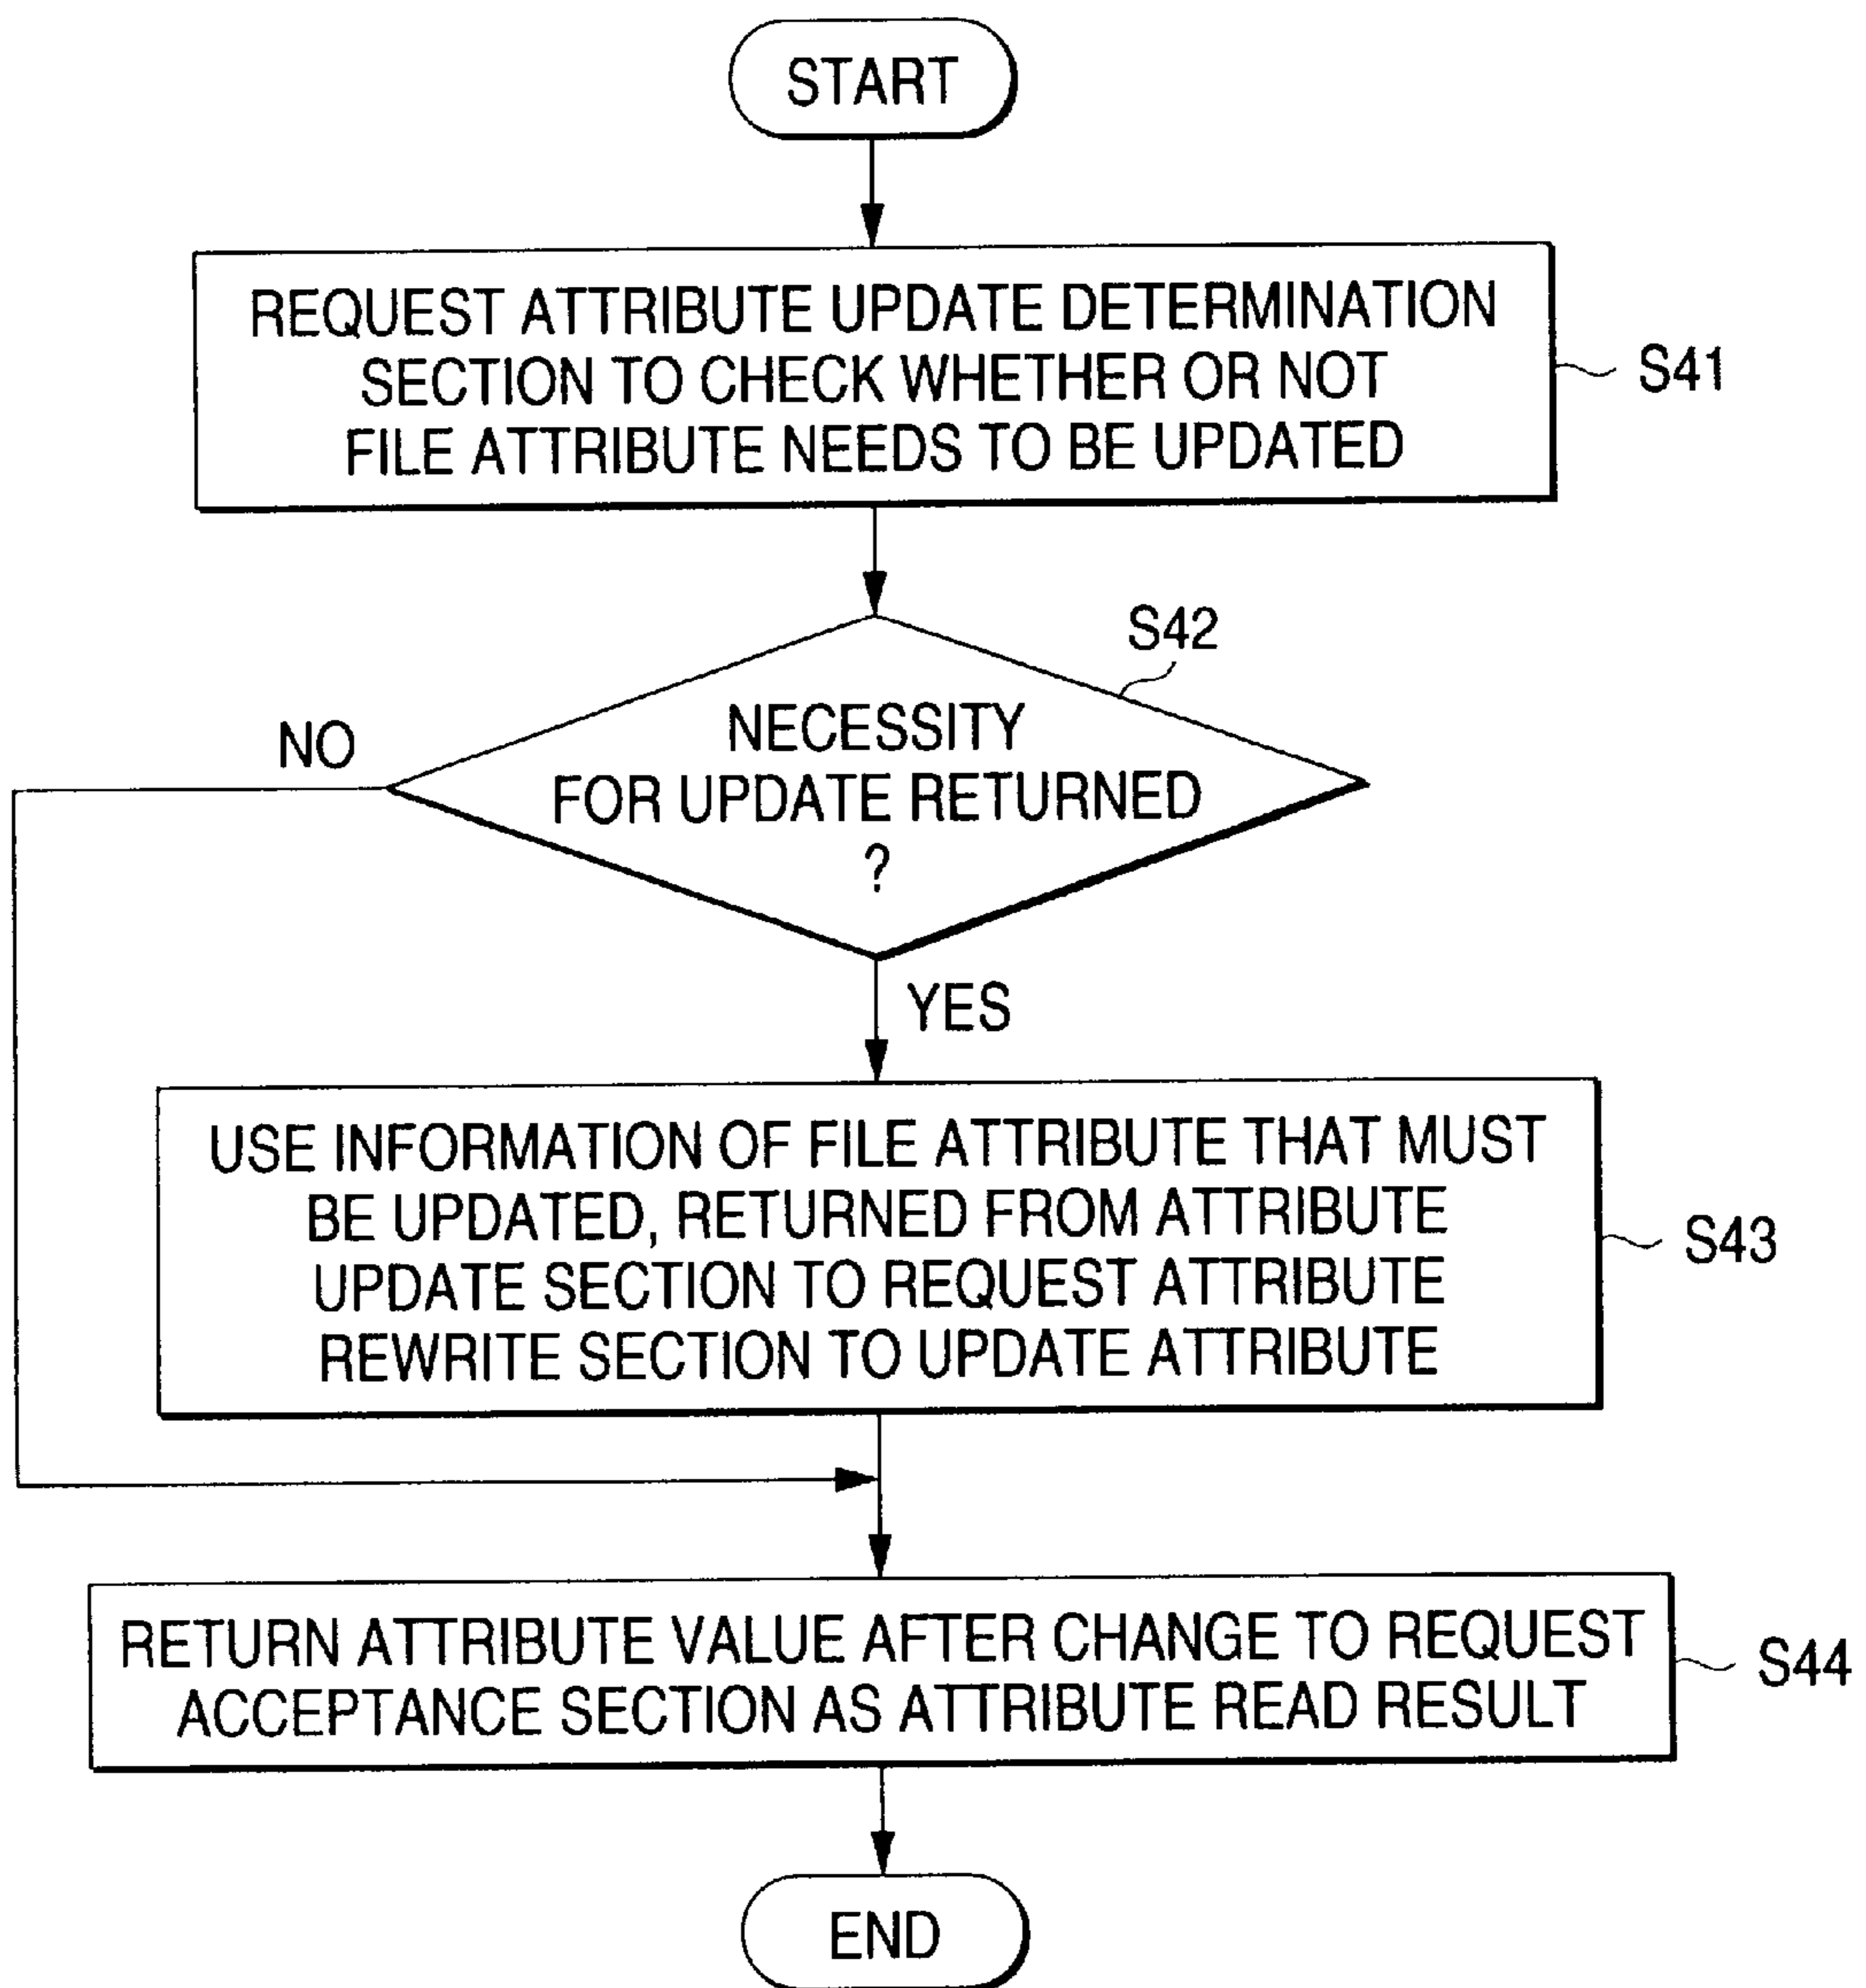 START
REQUEST ATTRIBUTE UPDATE DETERMINATION
SECTION TO CHECK WHETHER OR NOT
FILE ATTRIBUTE NEEDS TO BE UPDATED
S41
S42
NECESSITY
FOR UPDATE RETURNED
?
NO
YES
USE INFORMATION OF FILE ATTRIBUTE THAT MUST
BE UPDATED, RETURNED FROM ATTRIBUTE
UPDATE SECTION TO REQUEST ATTRIBUTE
REWRITE SECTION TO UPDATE ATTRIBUTE
S43
RETURN ATTRIBUTE VALUE AFTER CHANGE TO REQUEST
ACCEPTANCE SECTION AS ATTRIBUTE READ RESULT
S44
END